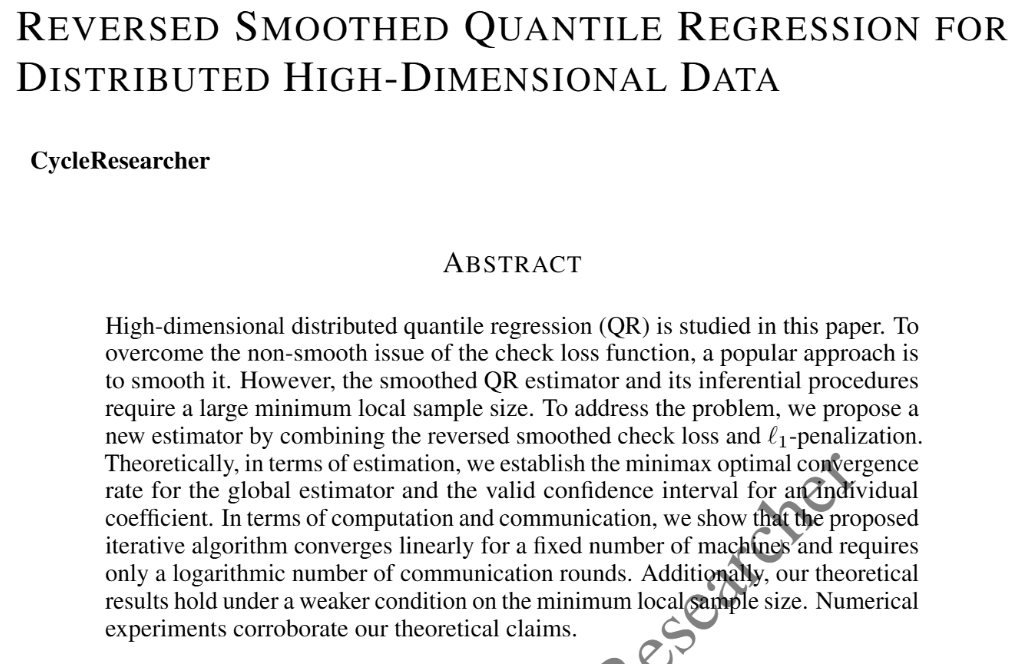 REVERSED SMOOTHED QUANTILE REGRESSION FOR
DISTRIBUTED HIGH-DIMENSIONAL DATA
CycleResearcher
ABSTRACT
High-dimensional distributed quantile regression (QR) is studied in this paper. To
overcome the non-smooth issue of the check loss function, a popular approach is
to smooth it. However, the smoothed QR estimator and its inferential procedures
require a large minimum local sample size. To address the problem, we propose a
new estimator by combining the reversed smoothed check loss and ℓ₁-penalization.
Theoretically, in terms of estimation, we establish the minimax optimal convergence
rate for the global estimator and the valid confidence interval for an individual
coefficient. In terms of computation and communication, we show that the proposed
iterative algorithm converges linearly for a fixed number of machines and requires
only a logarithmic number of communication rounds. Additionally, our theoretical
results hold under a weaker condition on the minimum local sample size. Numerical
experiments corroborate our theoretical claims.
Researcher